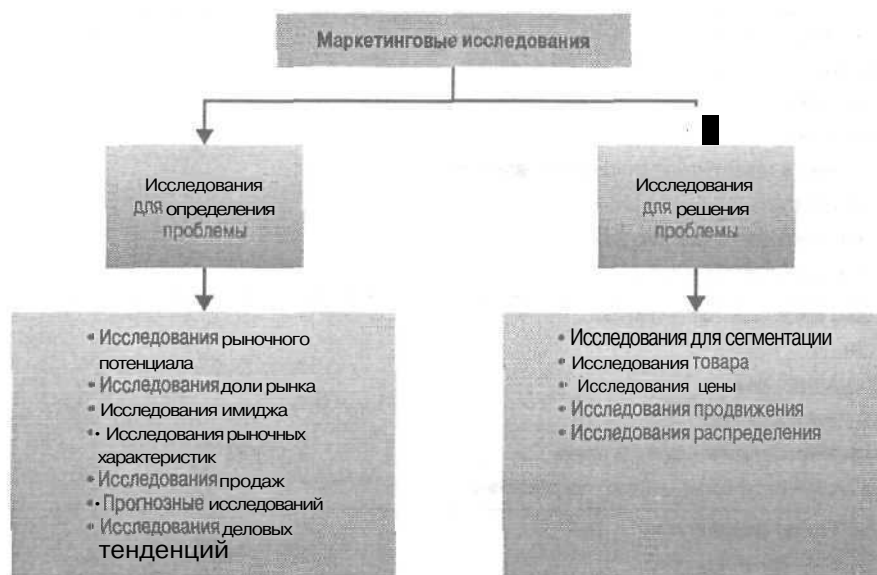 Маркетинговые исследования
Исследования
для определения
проблемы
Исследования
для решения
проблемы
• Исследования рыночного
потенциала
• Исследования доли рынка
• Исследования имиджа
• Исследования рыночных
характеристик
• Исследования продаж
• Прогнозные исследований
• Исследования деловых
тенденций
• Исследования для сегментации
• Исследования товара
• Исследования цены
• Исследования продвижения
• Исследования распределения